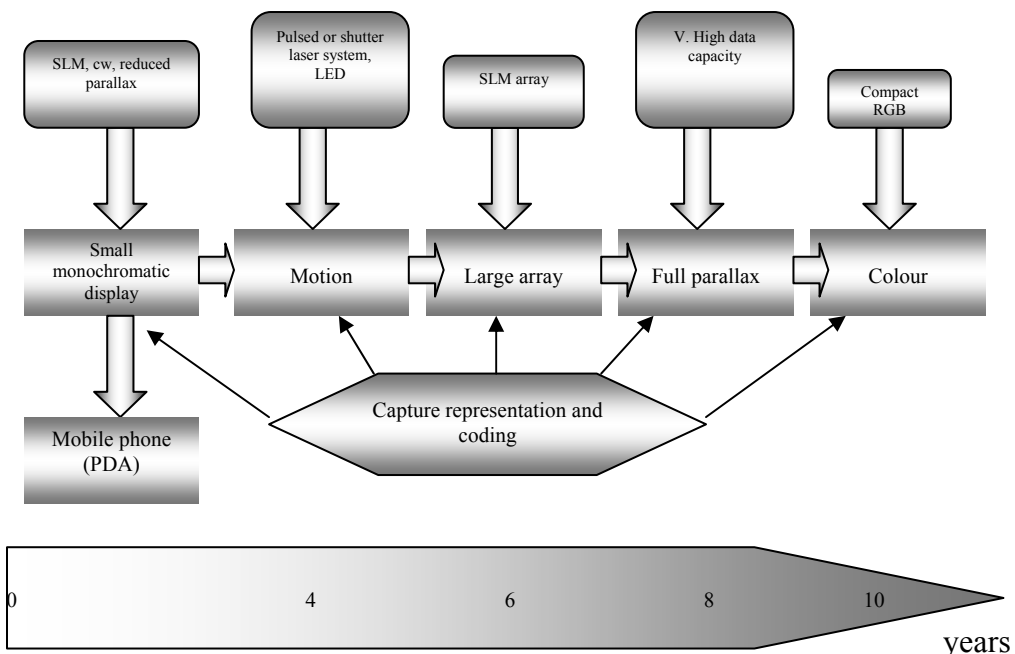 SLM, cw, reduced
parallax
Pulsed or shutter
laser system,
LED
SLM array
V. High data
capacity
Compact
RGB
Small
monochromatic
display
Motion
Large array
Full parallax
Colour
Capture representation and
coding
Mobile phone
(PDA)
0
4
6
8
10
years